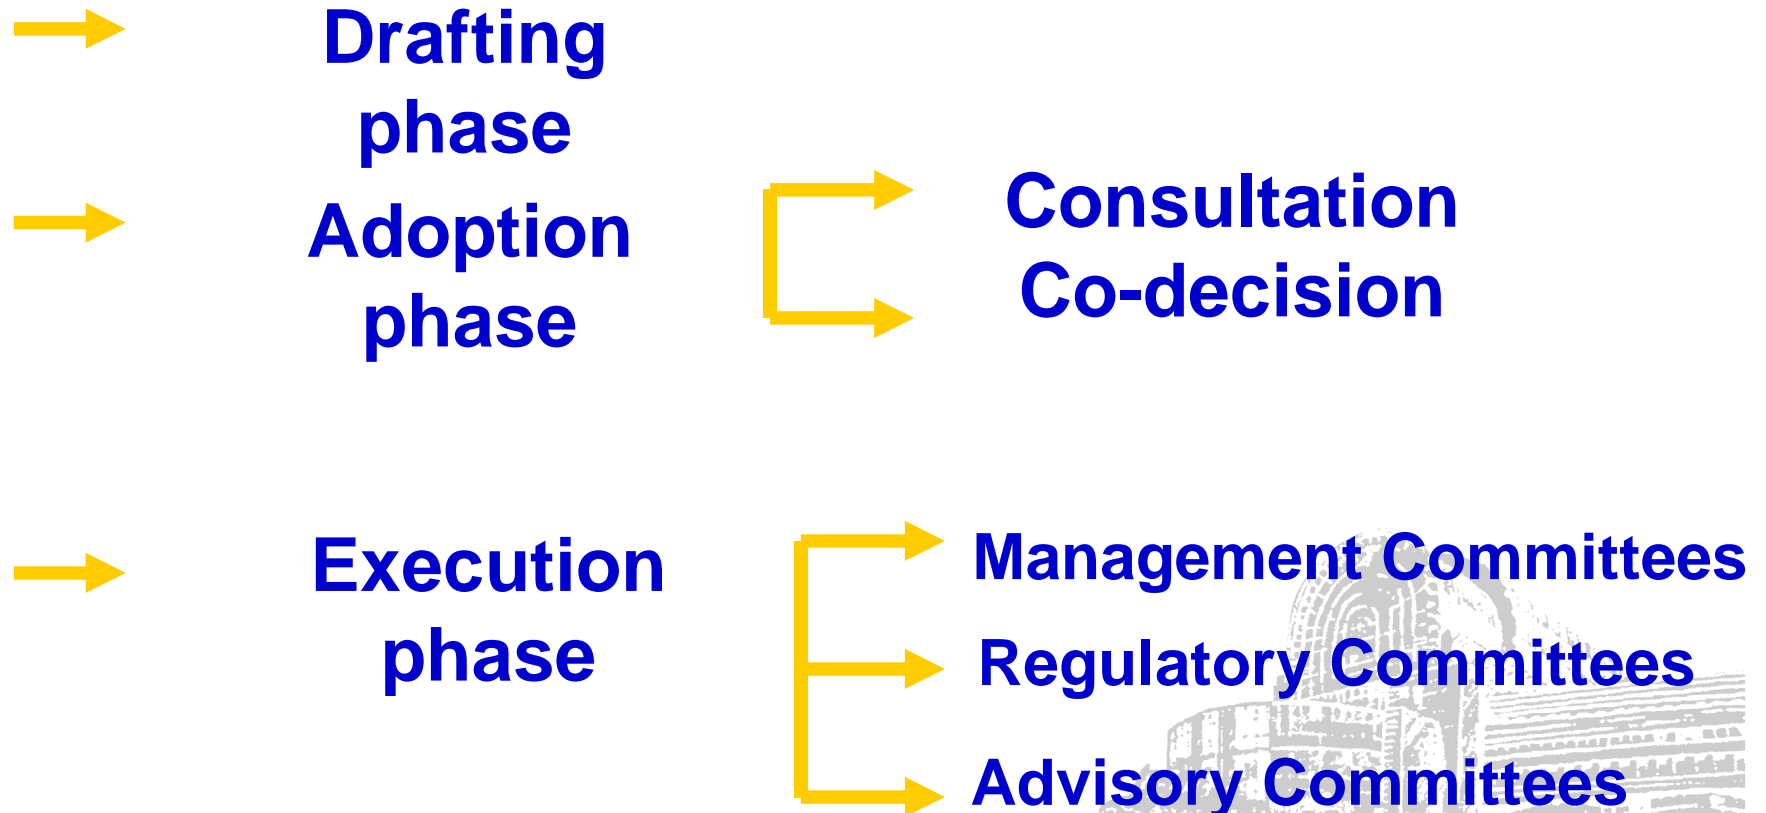 Drafting
phase
Adoption
phase
Consultation
Co-decision
Execution
phase
Management Committees
Regulatory Committees
Advisory Committees